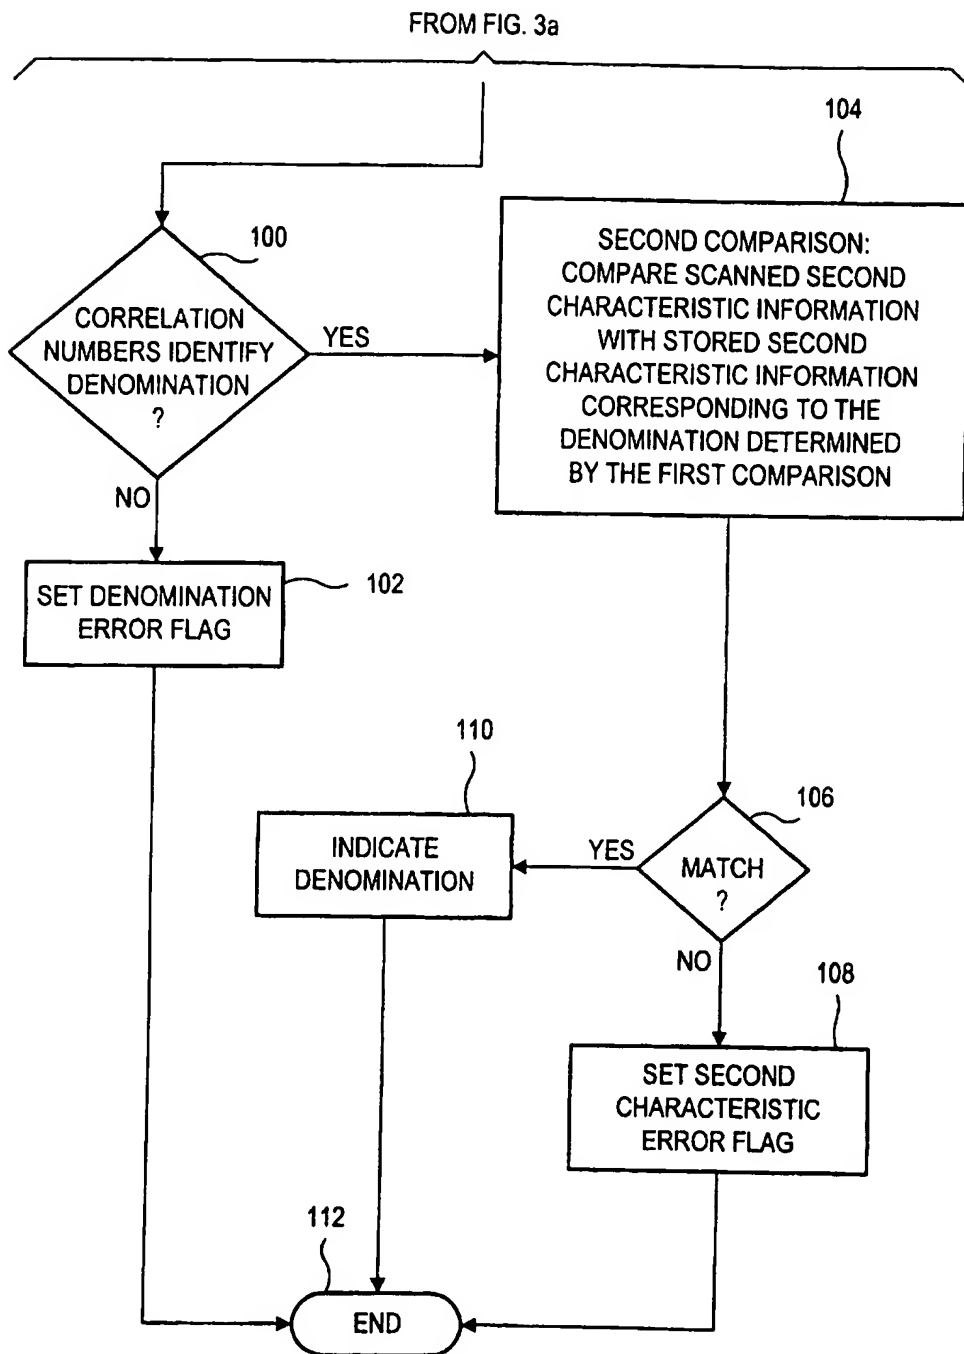 FROM FIG. 3a
104
100
CORRELATION
NUMBERS IDENTIFY
DENOMINATION
?
YES
SECOND COMPARISON:
COMPARE SCANNED SECOND
CHARACTERISTIC INFORMATION
WITH STORED SECOND
CHARACTERISTIC INFORMATION
CORRESPONDING TO THE
DENOMINATION DETERMINED
BY THE FIRST COMPARISON
NO
SET DENOMINATION
ERROR FLAG
102
110
106
INDICATE
DENOMINATION
YES
MATCH
?
NO
108
SET SECOND
CHARACTERISTIC
ERROR FLAG
112
END